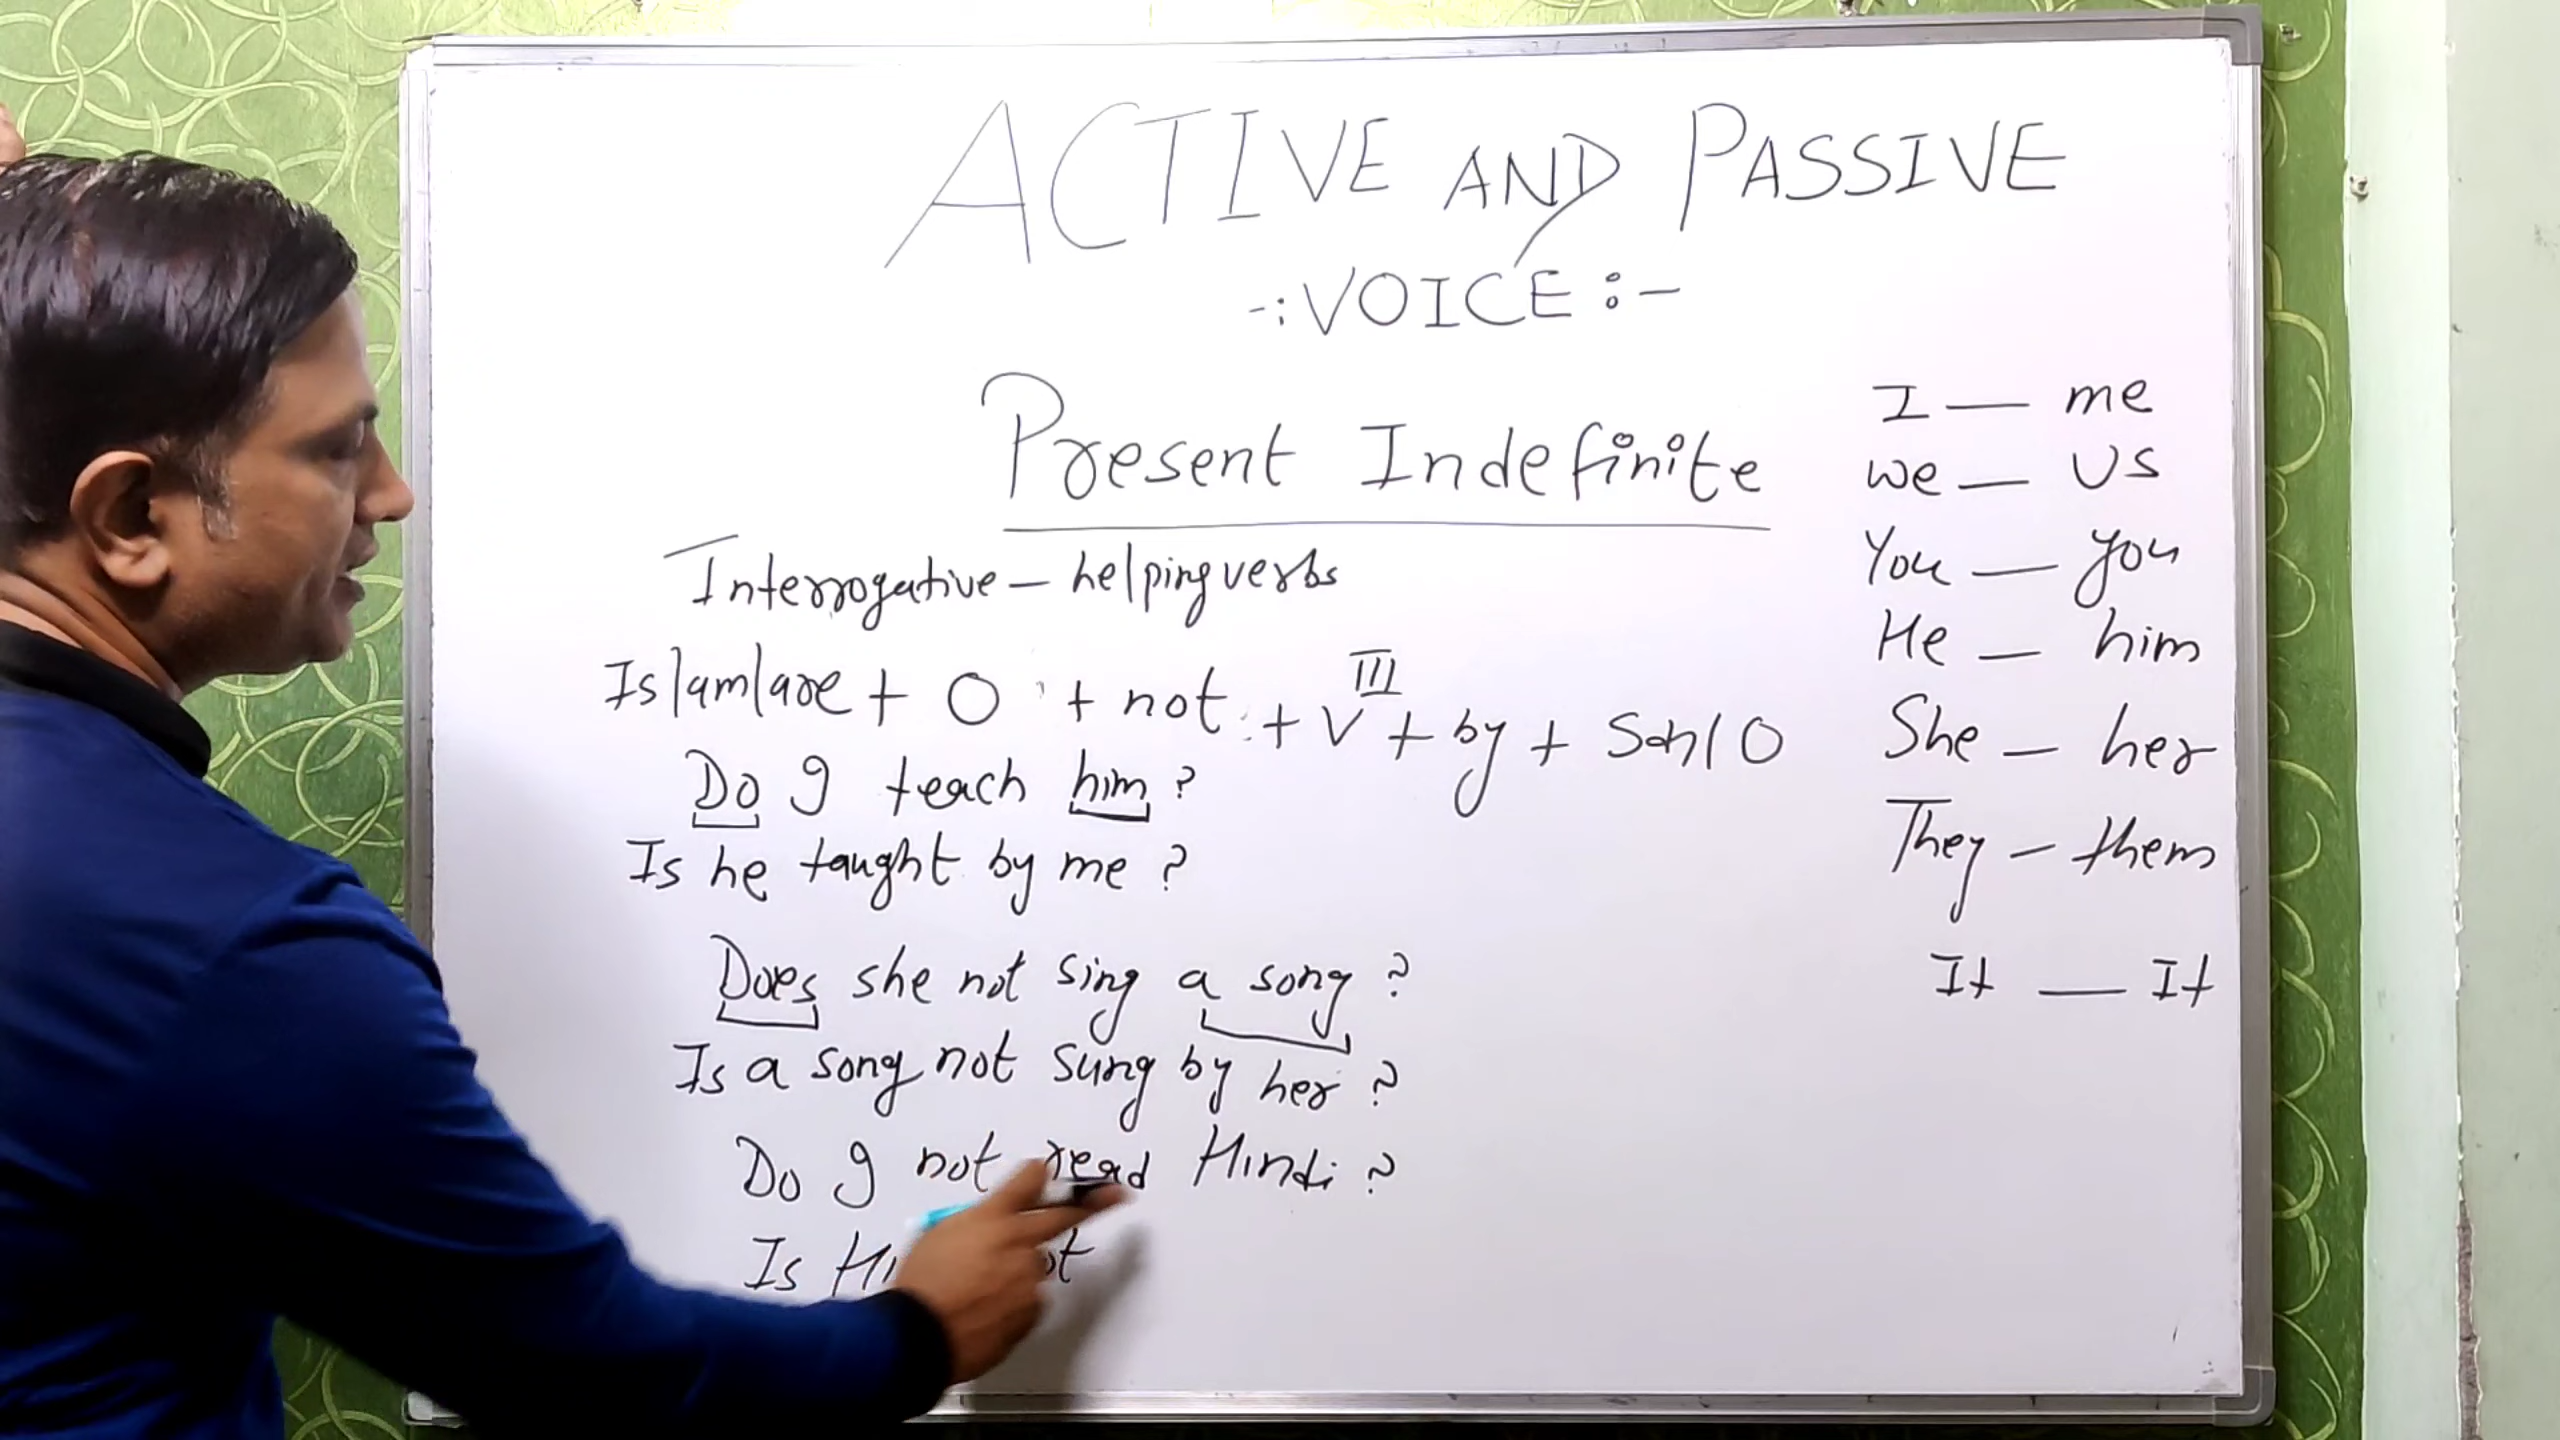 ACTIVE AND PASSIVE
-: VOICE :-
Present Indefinite
Interrogative - helping verbs
Is/am/are + O + not + V III + by + Sub/O
Do I teach him ?
Is he taught by me ?
Does she not sing a song ?
Is a song not sung by her ?
Do I not read Hindi ?
Is
I — me
we — us
You — you
He — him
She — her
They — them
It — It